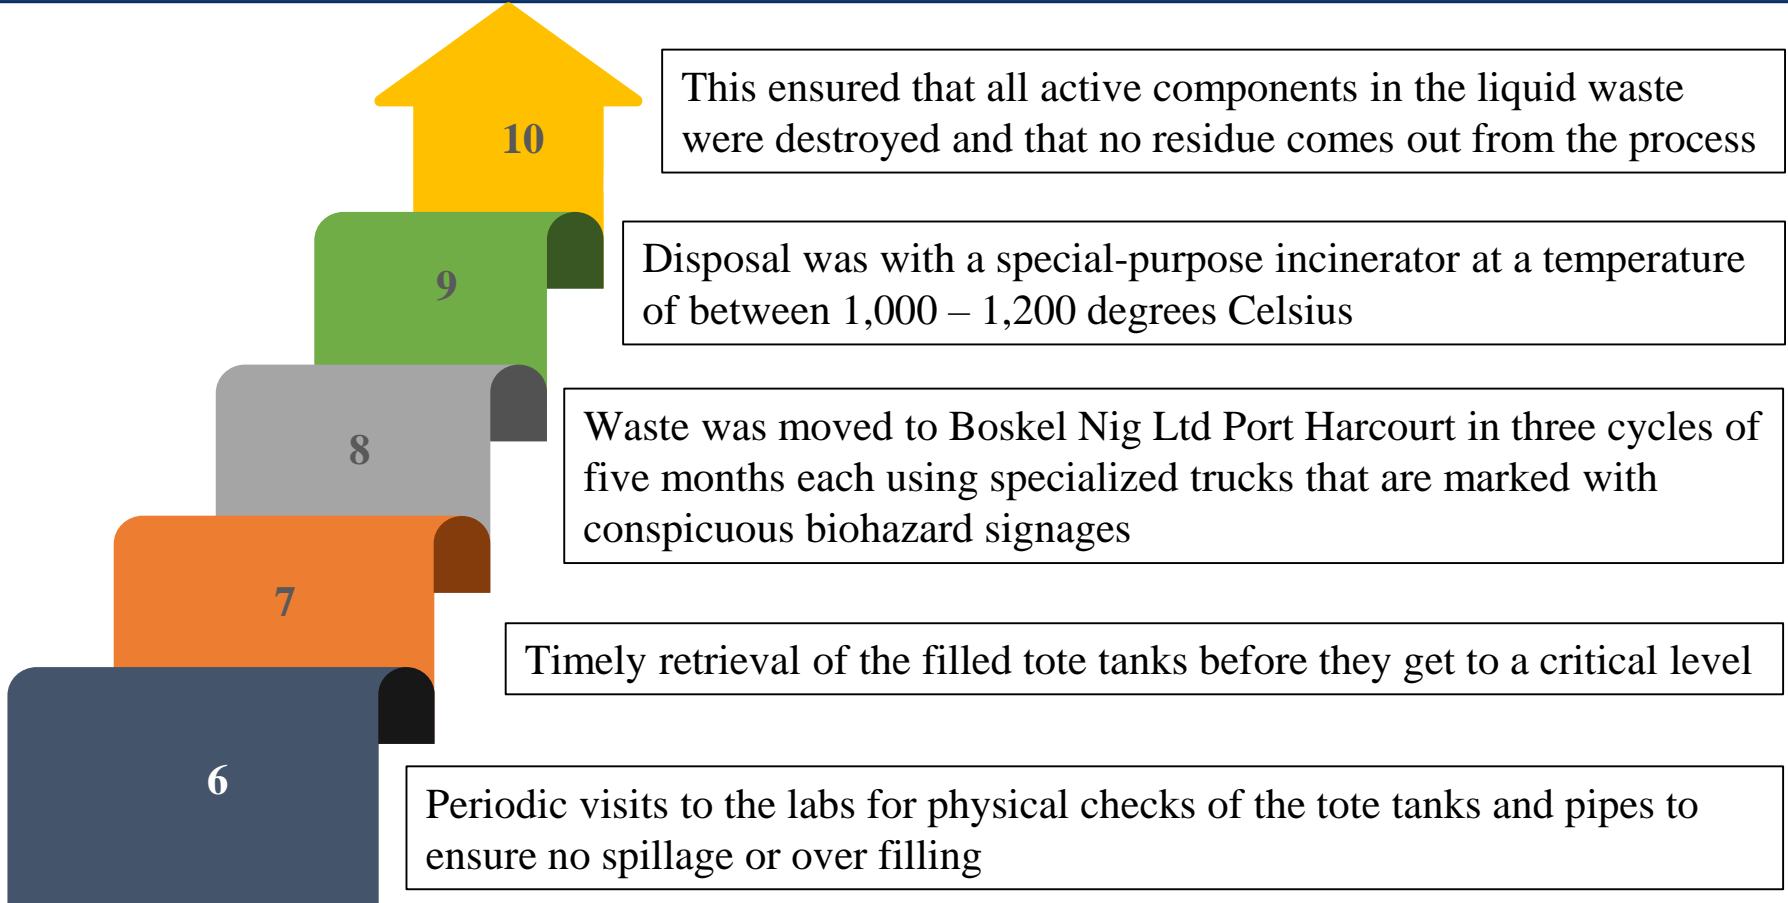 10
This ensured that all active components in the liquid waste
were destroyed and that no residue comes out from the process
9
Disposal was with a special-purpose incinerator at a temperature
of between 1,000 – 1,200 degrees Celsius
8
Waste was moved to Boskel Nig Ltd Port Harcourt in three cycles of
five months each using specialized trucks that are marked with
conspicuous biohazard signages
7
Timely retrieval of the filled tote tanks before they get to a critical level
6
Periodic visits to the labs for physical checks of the tote tanks and pipes to
ensure no spillage or over filling